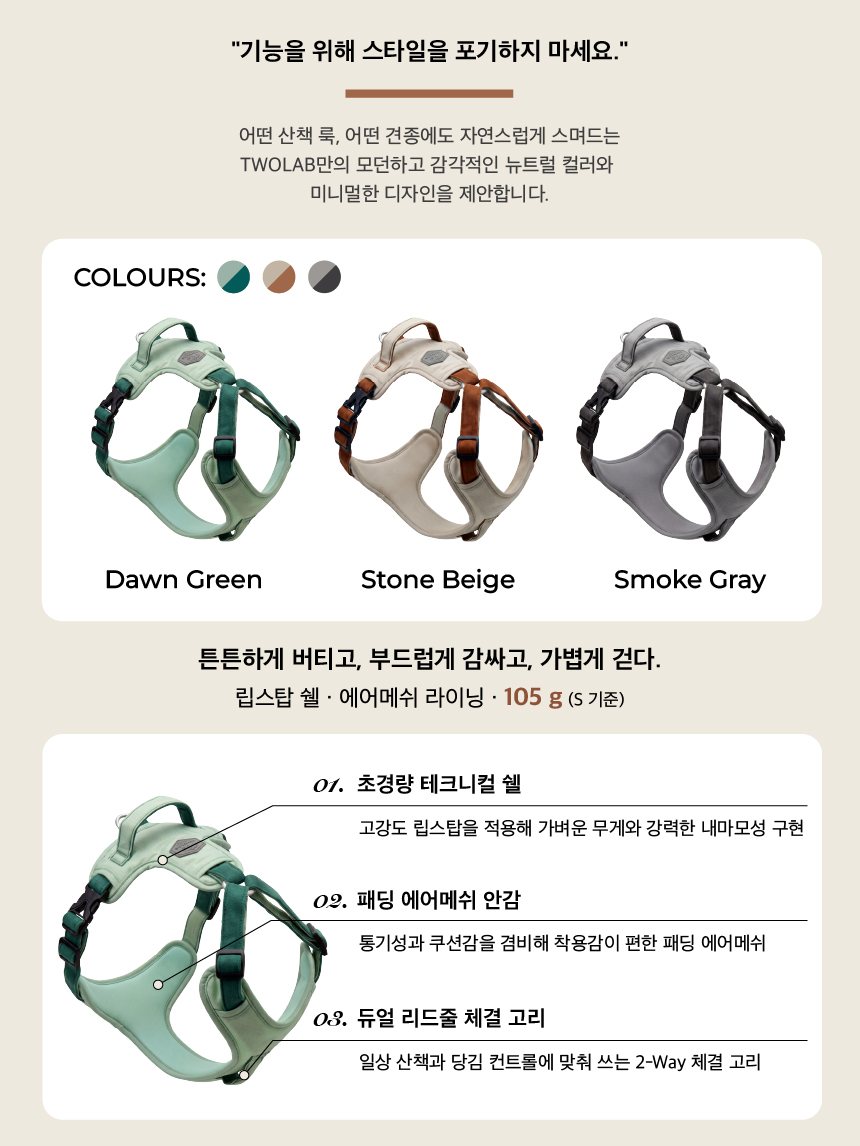 "기능을 위해 스타일을 포기하지 마세요."
어떤 산책 룩, 어떤 견종에도 자연스럽게 스며드는
TWOLAB만의 모던하고 감각적인 뉴트럴 컬러와
미니멀한 디자인을 제안합니다.
COLOURS:
Dawn Green
Stone Beige
Smoke Gray
튼튼하게 버티고, 부드럽게 감싸고, 가볍게 걷다.
립스탑 쉘 · 에어메쉬 라이닝 · 105 g (S 기준)
01. 초경량 테크니컬 쉘
고강도 립스탑을 적용해 가벼운 무게와 강력한 내마모성 구현
02. 패딩 에어메쉬 안감
통기성과 쿠션감을 겸비해 착용감이 편한 패딩 에어메쉬
03. 듀얼 리드줄 체결 고리
일상 산책과 당김 컨트롤에 맞춰 쓰는 2-Way 체결 고리